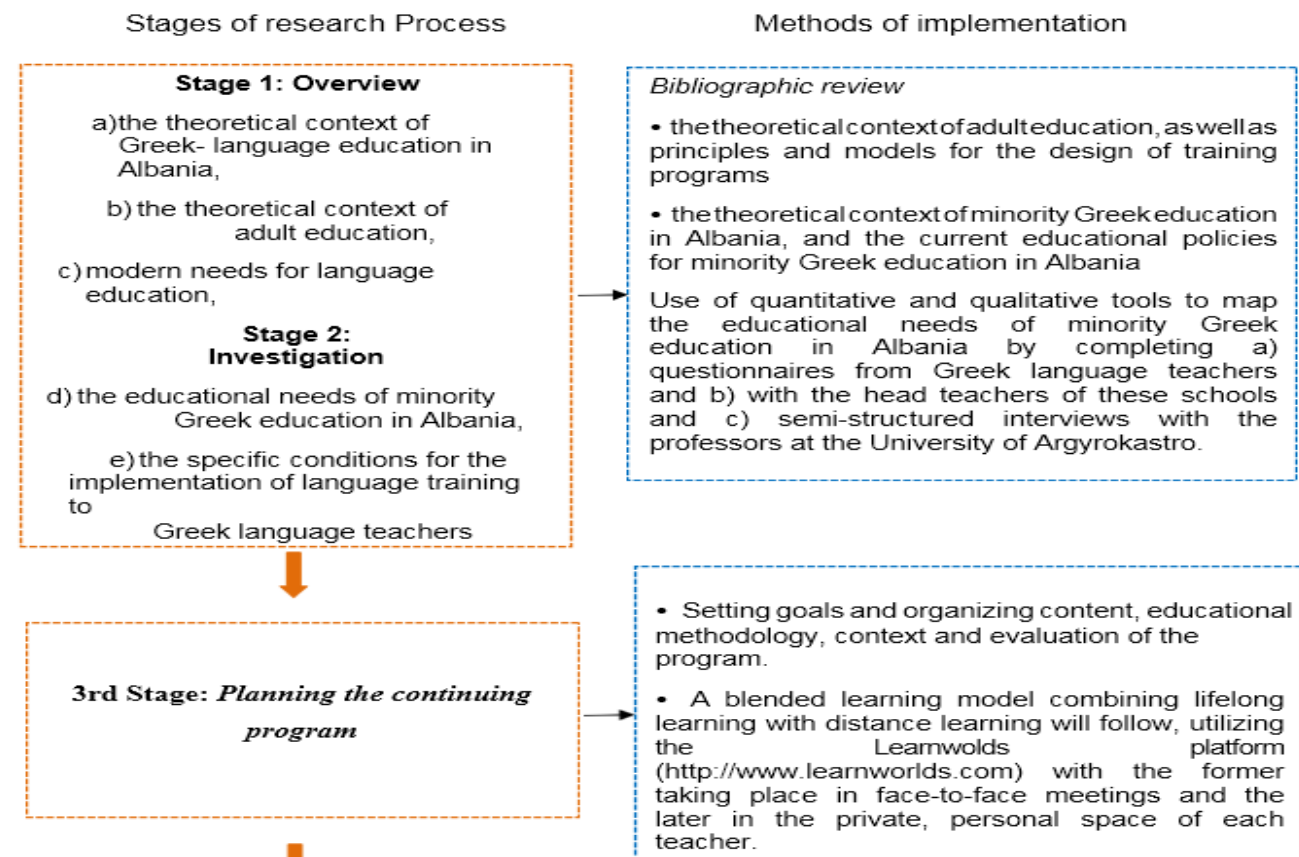 Stages of research Process
Methods of implementation
Stage 1: Overview
a)the theoretical context of
Greek- language education in
Albania,
b) the theoretical context of
adult education,
c) modern needs for language
education,
Stage 2:
Investigation
d) the educational needs of minority
Greek education in Albania,
e) the specific conditions for the
implementation of language training
to
Greek language teachers
Bibliographic review
• the theoretical context of adult education, as well as
principles and models for the design of training
programs
• the theoretical context of minority Greek education
in Albania, and the current educational policies
for minority Greek education in Albania
Use of quantitative and qualitative tools to map
the educational needs of minority Greek
education in Albania by completing a)
questionnaires from Greek language teachers
and b) with the head teachers of these schools
and c) semi-structured interviews with the
professors at the University of Argyrokastro.
3rd Stage: Planning the continuing
program
• Setting goals and organizing content, educational
methodology, context and evaluation of the
program.
• A blended learning model combining lifelong
learning with distance learning will follow, utilizing
the Learnwolds platform
(http://www.learnworlds.com) with the former
taking place in face-to-face meetings and the
later in the private, personal space of each
teacher.